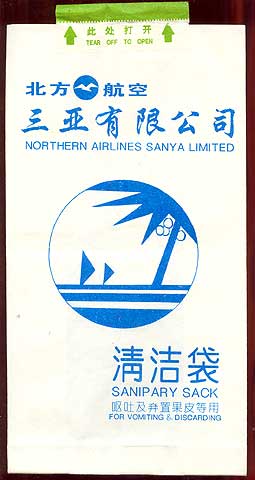 此处打开
TEAR OFF TO OPEN
北方 航空
三亚有限公司
NORTHERN AIRLINES SANYA LIMITED
清洁袋
SANIPARY SACK
呕吐及弃置果皮等用
FOR VOMITING & DISCARDING